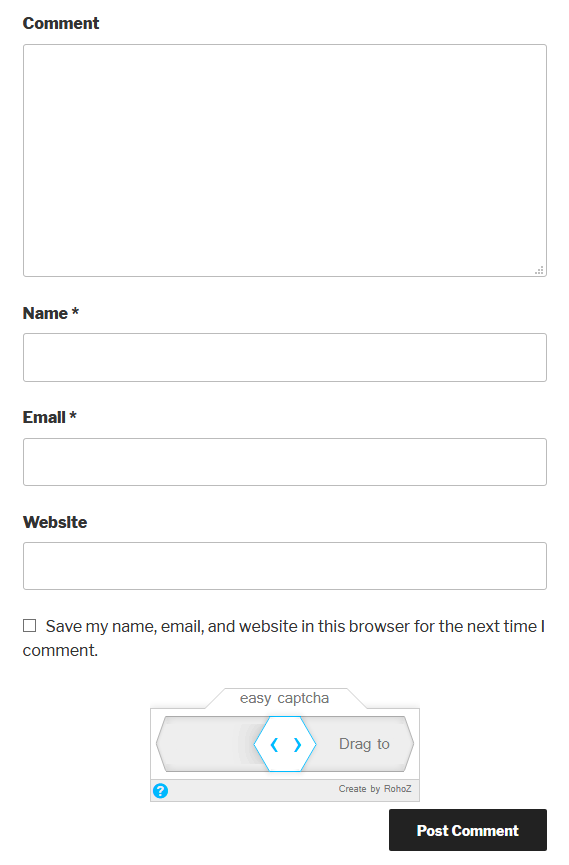 Comment
Name *
Email *
Website
Save my name, email, and website in this browser for the next time I
comment.
easy captcha
Drag to
?
Create by RohoZ
Post Comment